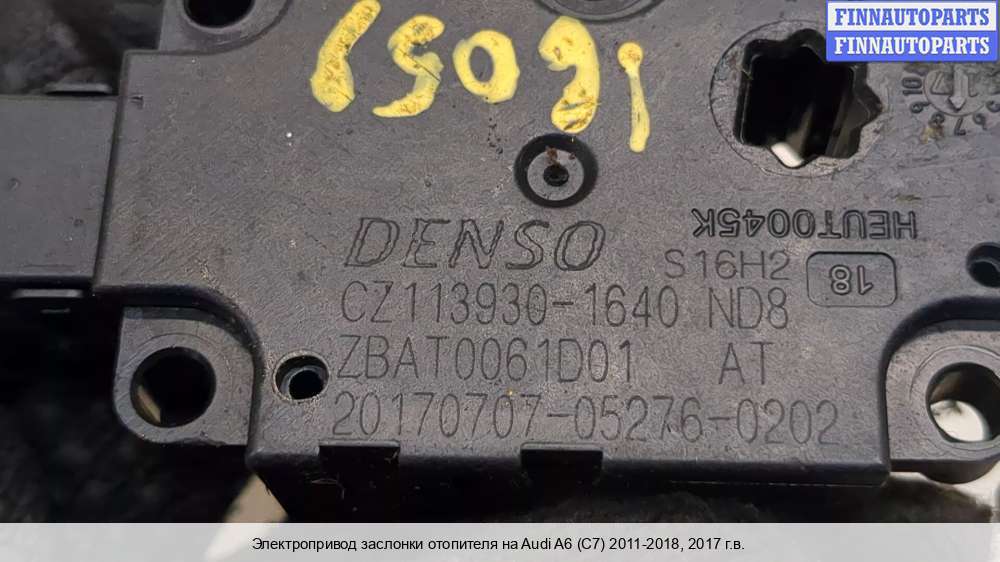 FINNAUTOPARTS
FINNAUTOPARTS
HEUT0045K
DENSO
S16H2
18
CZ113930-1640 ND8
ZBAT0061D01 AT
20170707-05276-0202
Электропривод заслонки отопителя на Audi A6 (C7) 2011-2018, 2017 г.в.